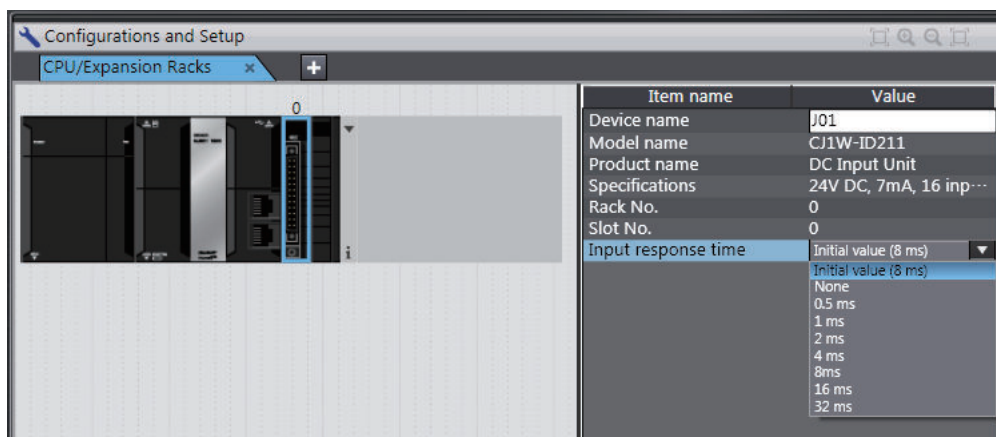 Configurations and Setup
CPU/Expansion Racks × +
0
i
Item name Value
Device name J01
Model name CJ1W-ID211
Product name DC Input Unit
Specifications 24V DC, 7mA, 16 inp···
Rack No. 0
Slot No. 0
Input response time Initial value (8 ms)
Initial value (8 ms)
None
0.5 ms
1 ms
2 ms
4 ms
8ms
16 ms
32 ms